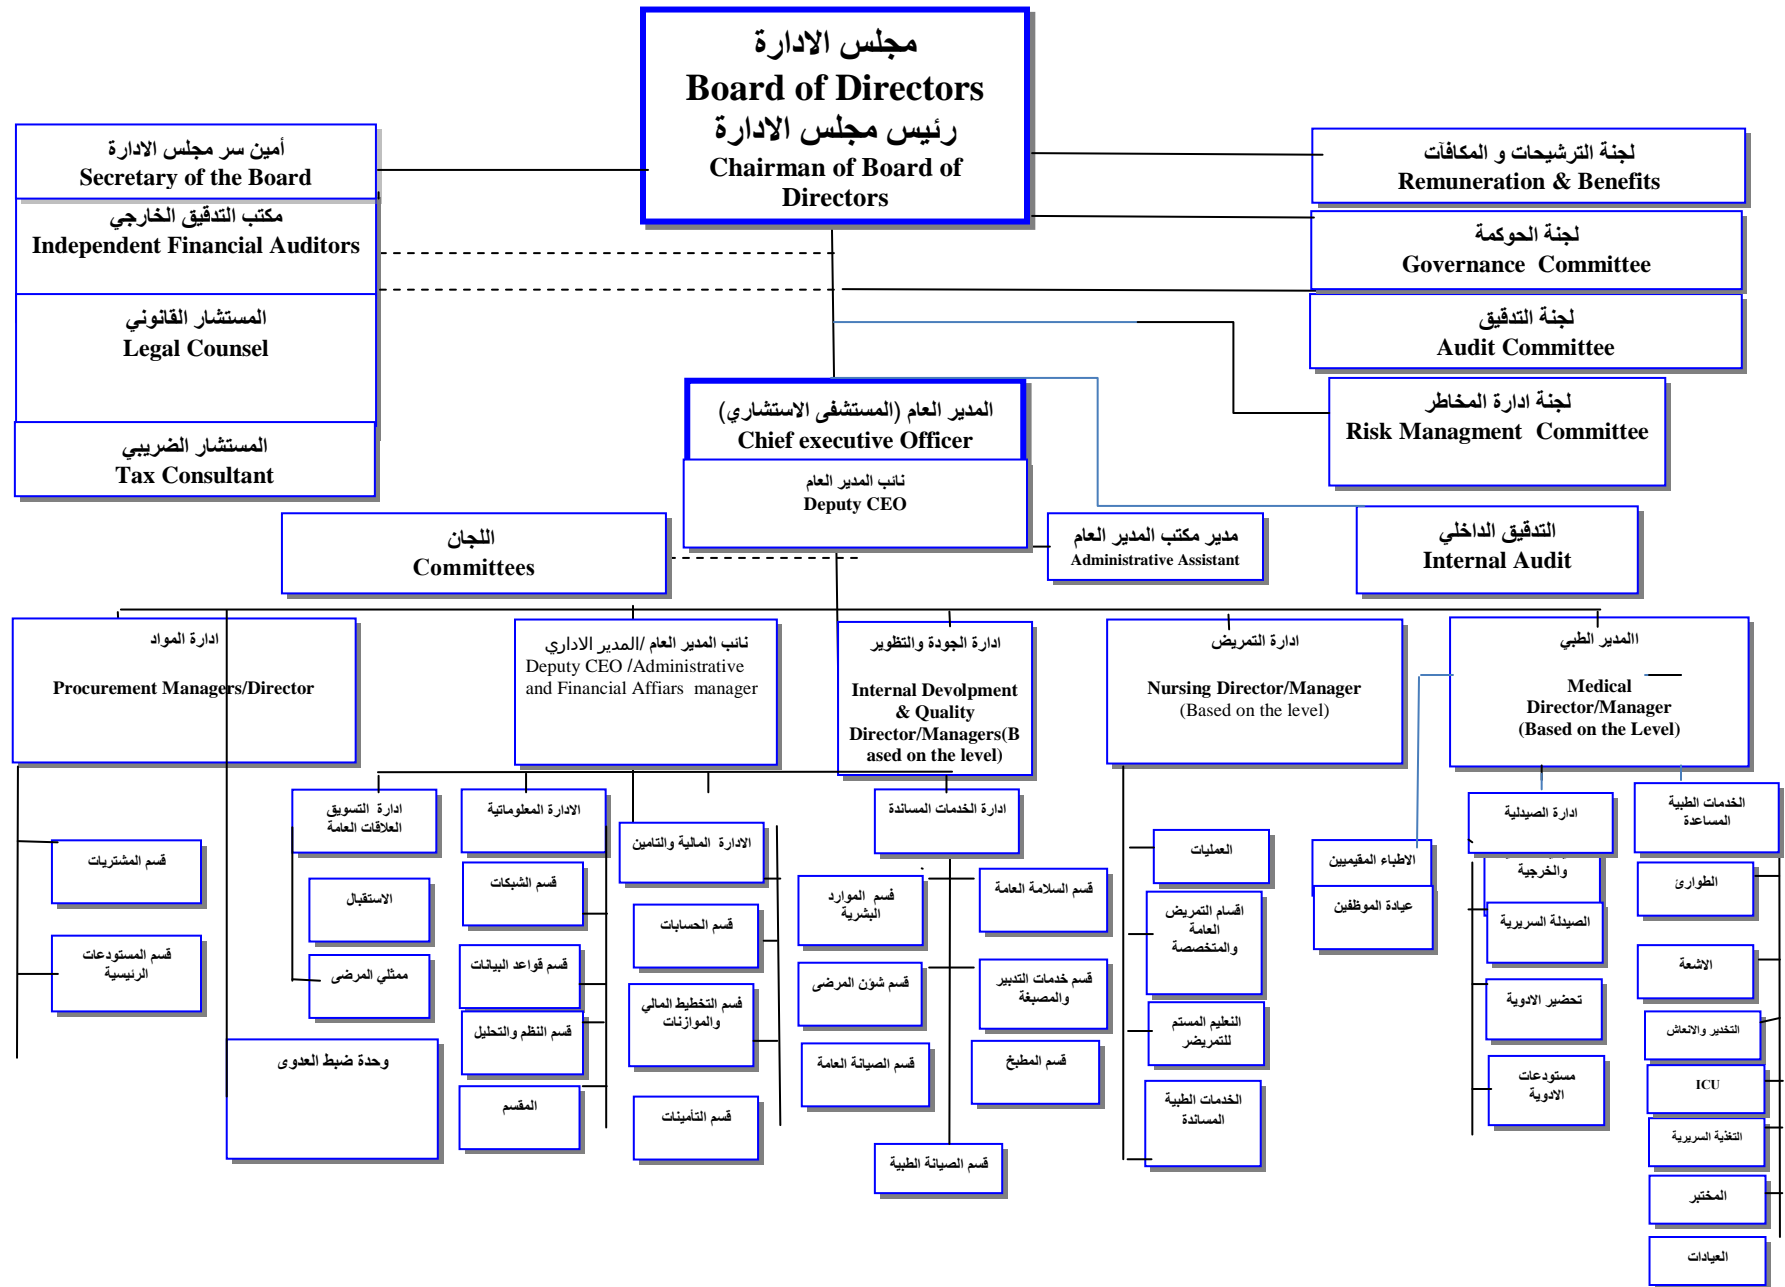 مجلس الادارة
Board of Directors
رئيس مجلس الادارة
Chairman of Board of
Directors
أمين سر مجلس الادارة
Secretary of the Board
مكتب التدقيق الخارجي
Independent Financial Auditors
المستشار القانوني
Legal Counsel
المستشار الضريبي
Tax Consultant
لجنة الترشيحات و المكافآت
Remuneration & Benefits
لجنة الحوكمة
Governance Committee
لجنة التدقيق
Audit Committee
لجنة ادارة المخاطر
Risk Managment Committee
المدير العام (المستشفى الاستشاري)
Chief executive Officer
نائب المدير العام
Deputy CEO
اللجان
Committees
مدير مكتب المدير العام
Administrative Assistant
التدقيق الداخلي
Internal Audit
ادارة المواد
Procurement Managers/Director
نائب المدير العام /المدير الاداري
Deputy CEO /Administrative
and Financial Affiars manager
ادارة الجودة والتظوير
Internal Devolpment
& Quality
Director/Managers(B
ased on the level)
ادارة التمريض
Nursing Director/Manager
(Based on the level)
االمدير الطبي
Medical
Director/Manager
(Based on the Level)
قسم المشتريات
قسم المستودعات
الرئيسية
ادارة التسويق
العلاقات العامة
الاستقبال
ممثلي المرضى
وحدة ضبط العدوى
الادارة المعلوماتية
قسم الشبكات
قسم قواعد البيانات
قسم النظم والتحليل
المقسم
الادارة المالية والتامين
قسم الحسابات
قسم التخطيط المالي
والموازنات
قسم التأمينات
ادارة الخدمات المساندة
قسم الموارد
البشرية
قسم شؤن المرضى
قسم الصيانة العامة
قسم السلامة العامة
قسم خدمات التدبير
والمصبغة
قسم المطبخ
قسم الصيانة الطبية
العمليات
اقسام التمريض
العامة
والمتخصصة
التعليم المستم
للتمريضر
الخدمات الطبية
المساندة
الاطباء المقيميين
عيادة الموظفين
ادارة الصيدلية
والخرجية
الصيدلة السريرية
تحضير الادوية
مستودعات
الادوية
الخدمات الطبية
المساعدة
الطوارئ
الاشعة
التخدير والانعاش
ICU
التغذية السريرية
المختبر
العيادات